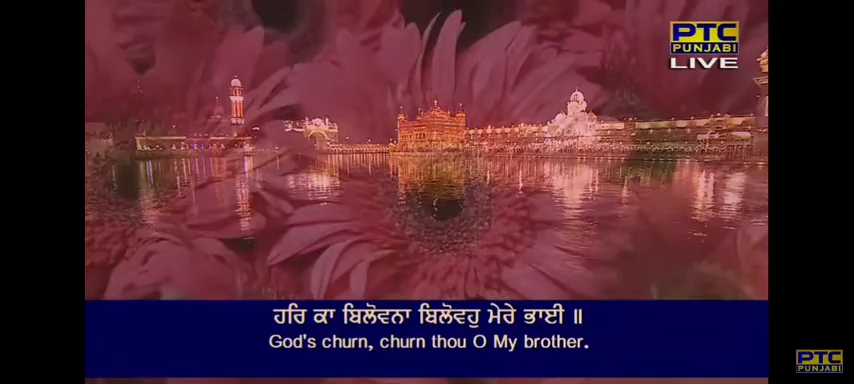 PTC
PUNJABI
LIVE
ਹਰਿ ਕਾ ਬਿਲੋਵਨਾ ਬਿਲੋਵਹੁ ਮੇਰੇ ਭਾਈ ॥
God's churn, churn thou O My brother.
PTC
PUNJABI